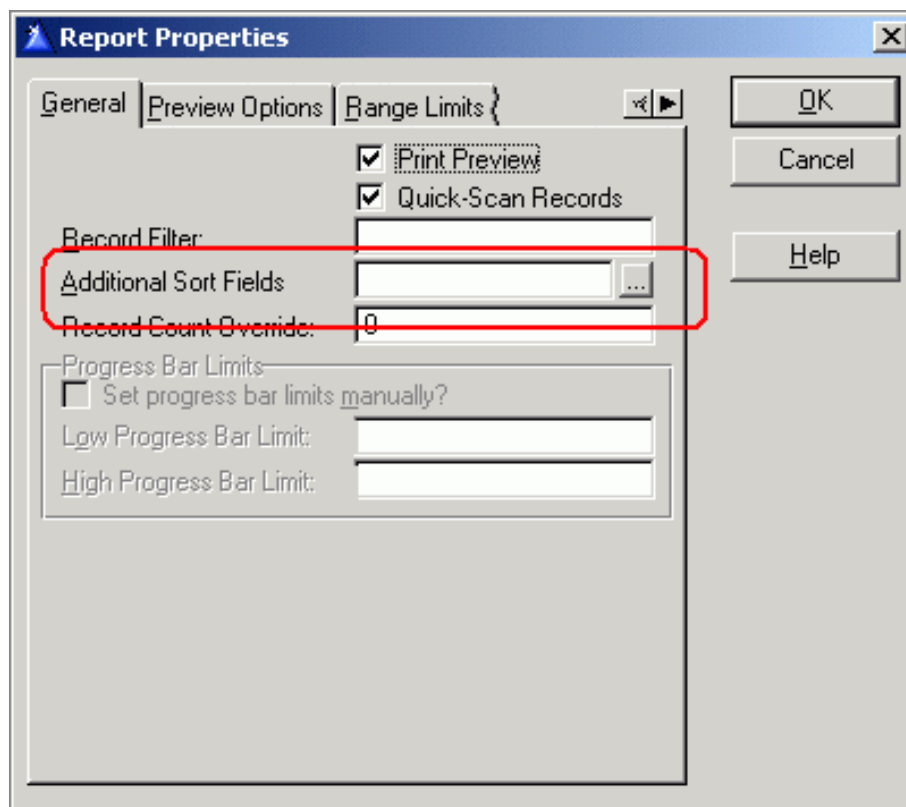 Report Properties
General Preview Options Range Limits
OK
Print Preview
Cancel
Quick-Scan Records
Record Filter:
Help
Additional Sort Fields ...
Record Count Override: 0
Progress Bar Limits
Set progress bar limits manually?
Low Progress Bar Limit:
High Progress Bar Limit: